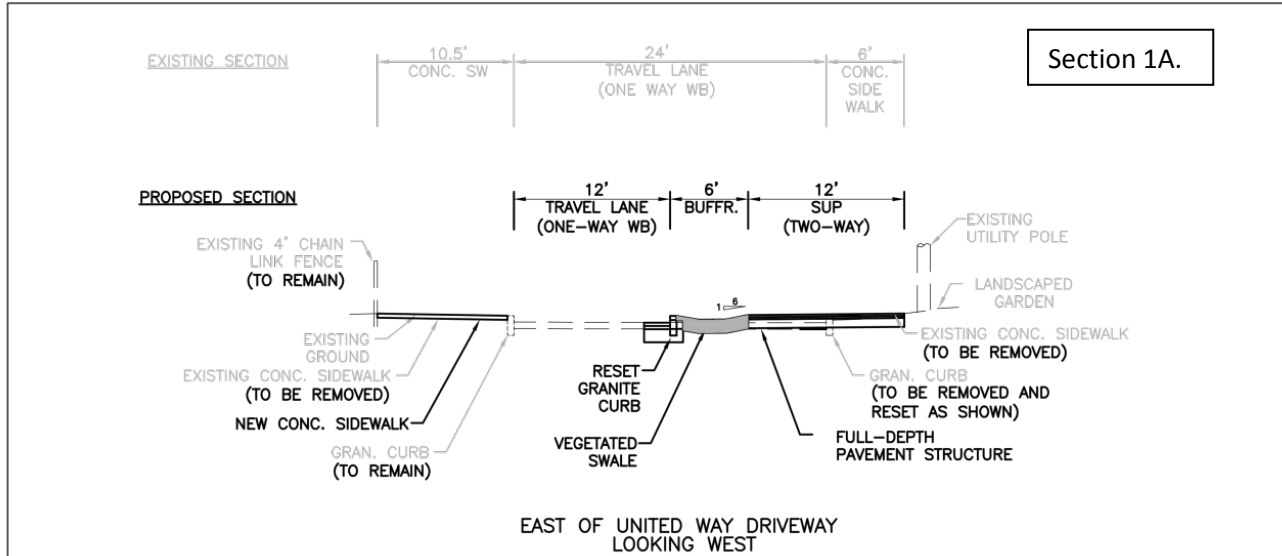 Section 1A.
EXISTING SECTION
10.5'
CONC. SW
24'
TRAVEL LANE
(ONE WAY WB)
6'
CONC.
SIDE
WALK
PROPOSED SECTION
12'
TRAVEL LANE
(ONE-WAY WB)
6'
BUFFR.
12'
SUP
(TWO-WAY)
EXISTING 4' CHAIN
LINK FENCE
(TO REMAIN)
EXISTING
UTILITY POLE
LANDSCAPED
GARDEN
1
6
EXISTING
GROUND
EXISTING CONC. SIDEWALK
(TO BE REMOVED)
NEW CONC. SIDEWALK
GRAN. CURB
(TO REMAIN)
RESET
GRANITE
CURB
VEGETATED
SWALE
EXISTING CONC. SIDEWALK
(TO BE REMOVED)
GRAN. CURB
(TO BE REMOVED AND
RESET AS SHOWN)
FULL-DEPTH
PAVEMENT STRUCTURE
EAST OF UNITED WAY DRIVEWAY
LOOKING WEST